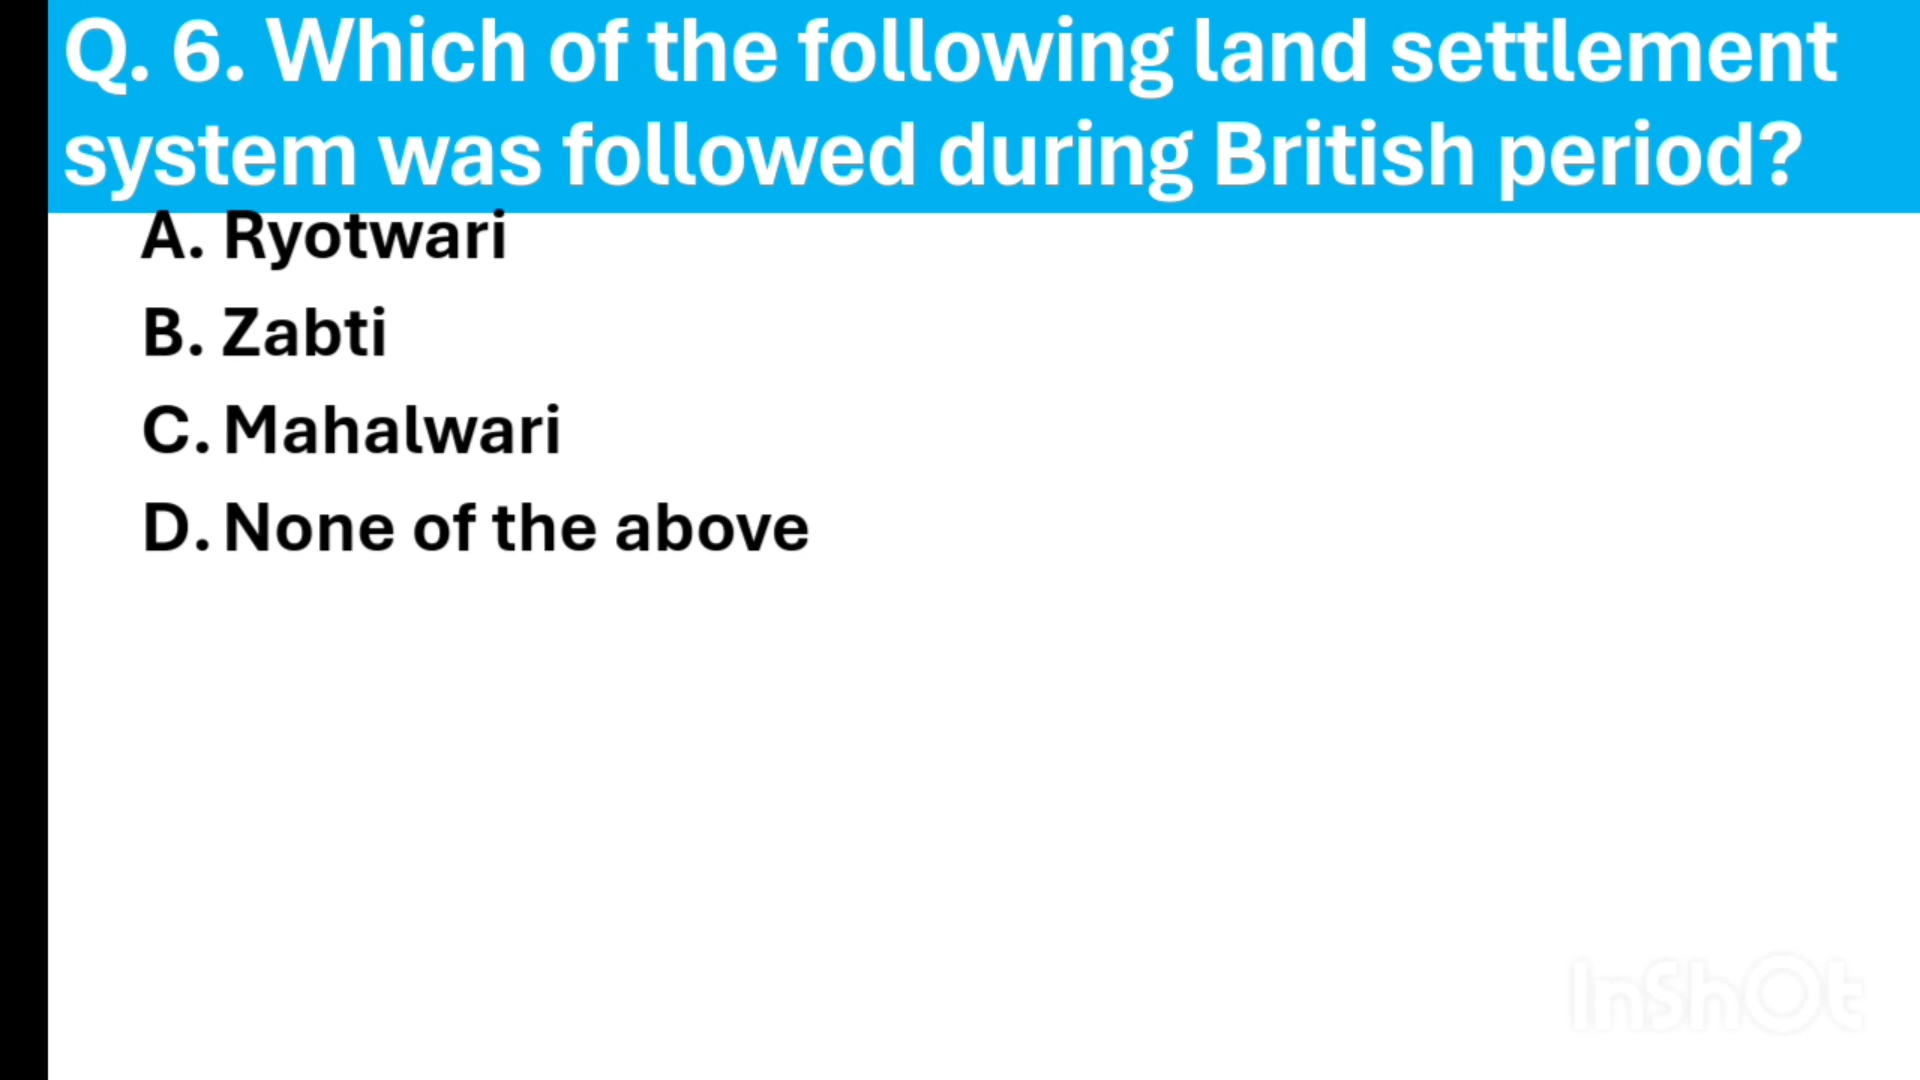 Q. 6. Which of the following land settlement
system was followed during British period?
A. Ryotwari
B. Zabti
C. Mahalwari
D. None of the above
InShOt